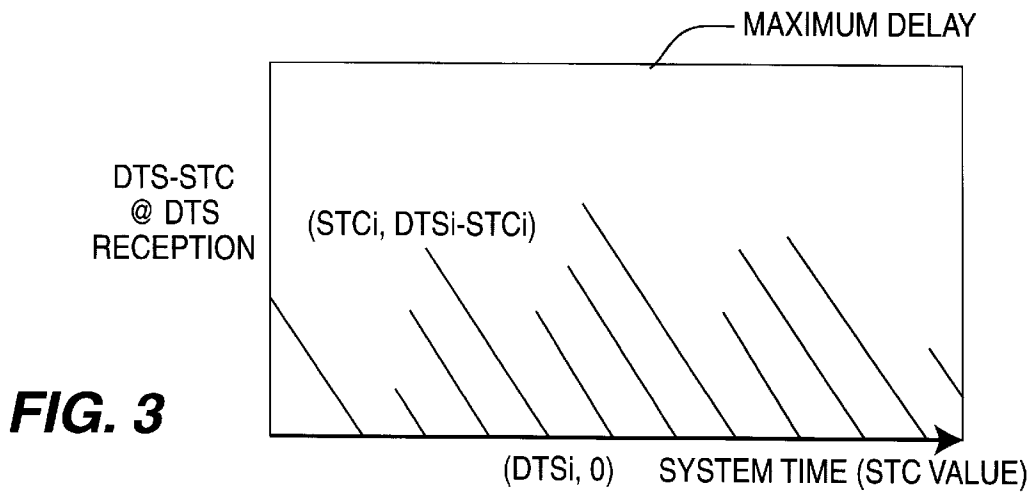 MAXIMUM DELAY
DTS-STC
@ DTS
RECEPTION
(STCi, DTSi-STCi)
FIG. 3
(DTSi, 0)
SYSTEM TIME (STC VALUE)